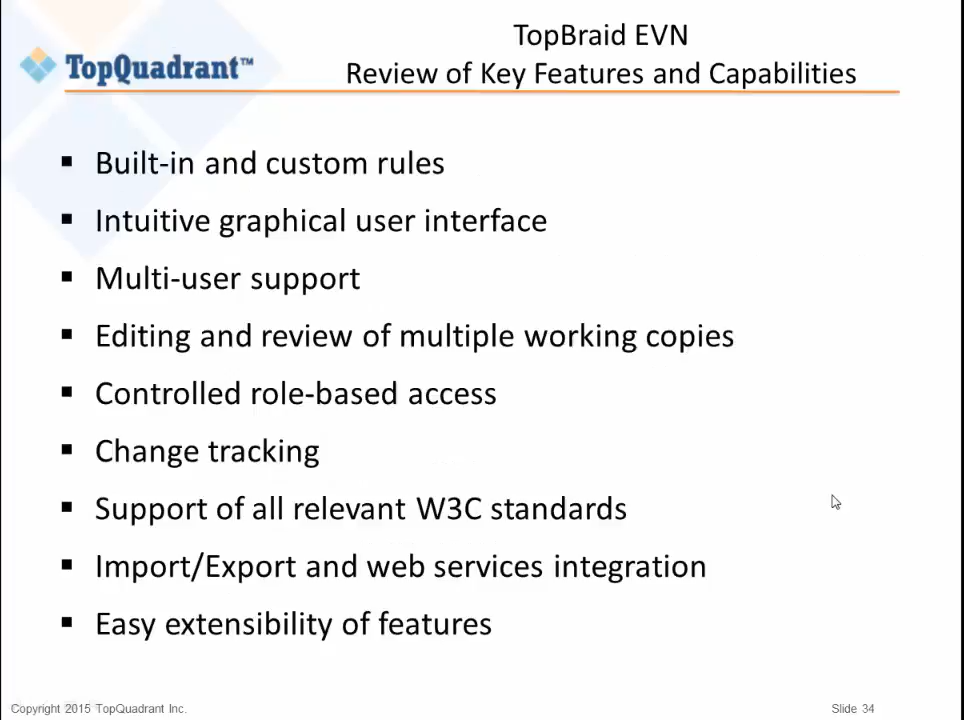 TopBraid EVN
TopQuadrant™
Review of Key Features and Capabilities
▪ Built-in and custom rules
▪ Intuitive graphical user interface
▪ Multi-user support
▪ Editing and review of multiple working copies
▪ Controlled role-based access
▪ Change tracking
▪ Support of all relevant W3C standards
▪ Import/Export and web services integration
▪ Easy extensibility of features
Copyright 2015 TopQuadrant Inc.
Slide 34